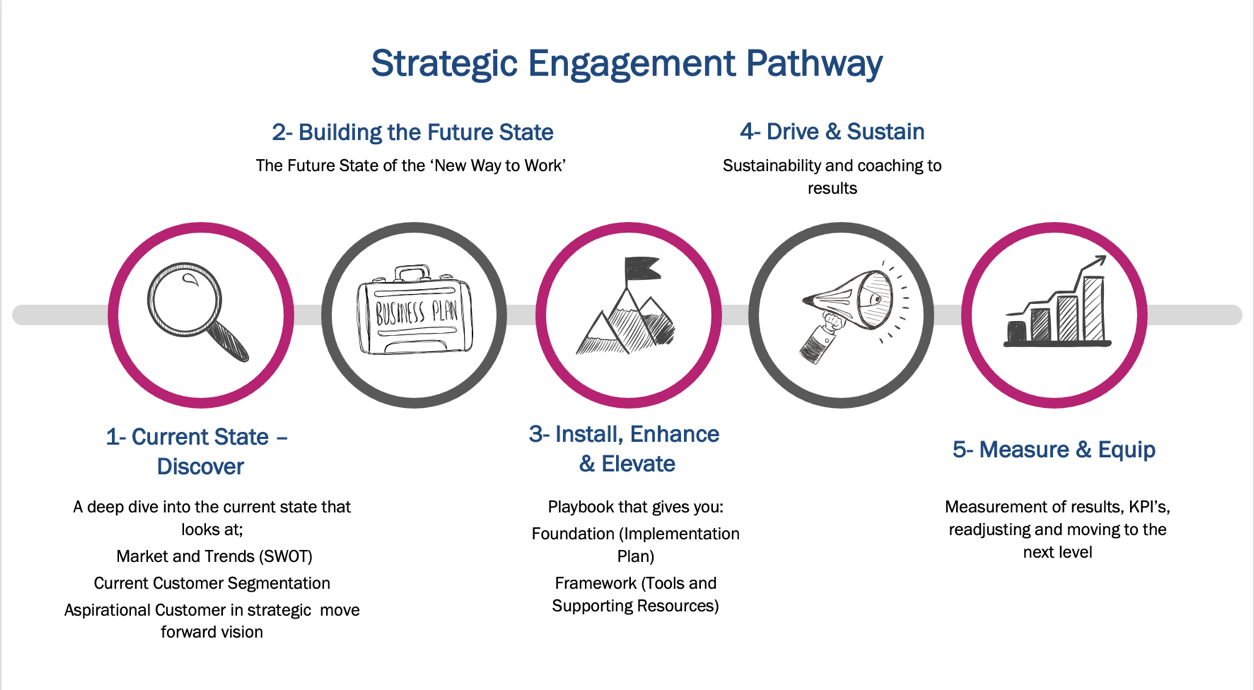 Strategic Engagement Pathway
2- Building the Future State
The Future State of the ‘New Way to Work’
4- Drive & Sustain
Sustainability and coaching to
results
BUSINESS PLAN
1- Current State –
Discover
A deep dive into the current state that
looks at;
Market and Trends (SWOT)
Current Customer Segmentation
Aspirational Customer in strategic  move
forward vision
3- Install, Enhance
& Elevate
Playbook that gives you:
Foundation (Implementation
Plan)
Framework (Tools and
Supporting Resources)
5- Measure & Equip
Measurement of results, KPI’s,
readjusting and moving to the
next level